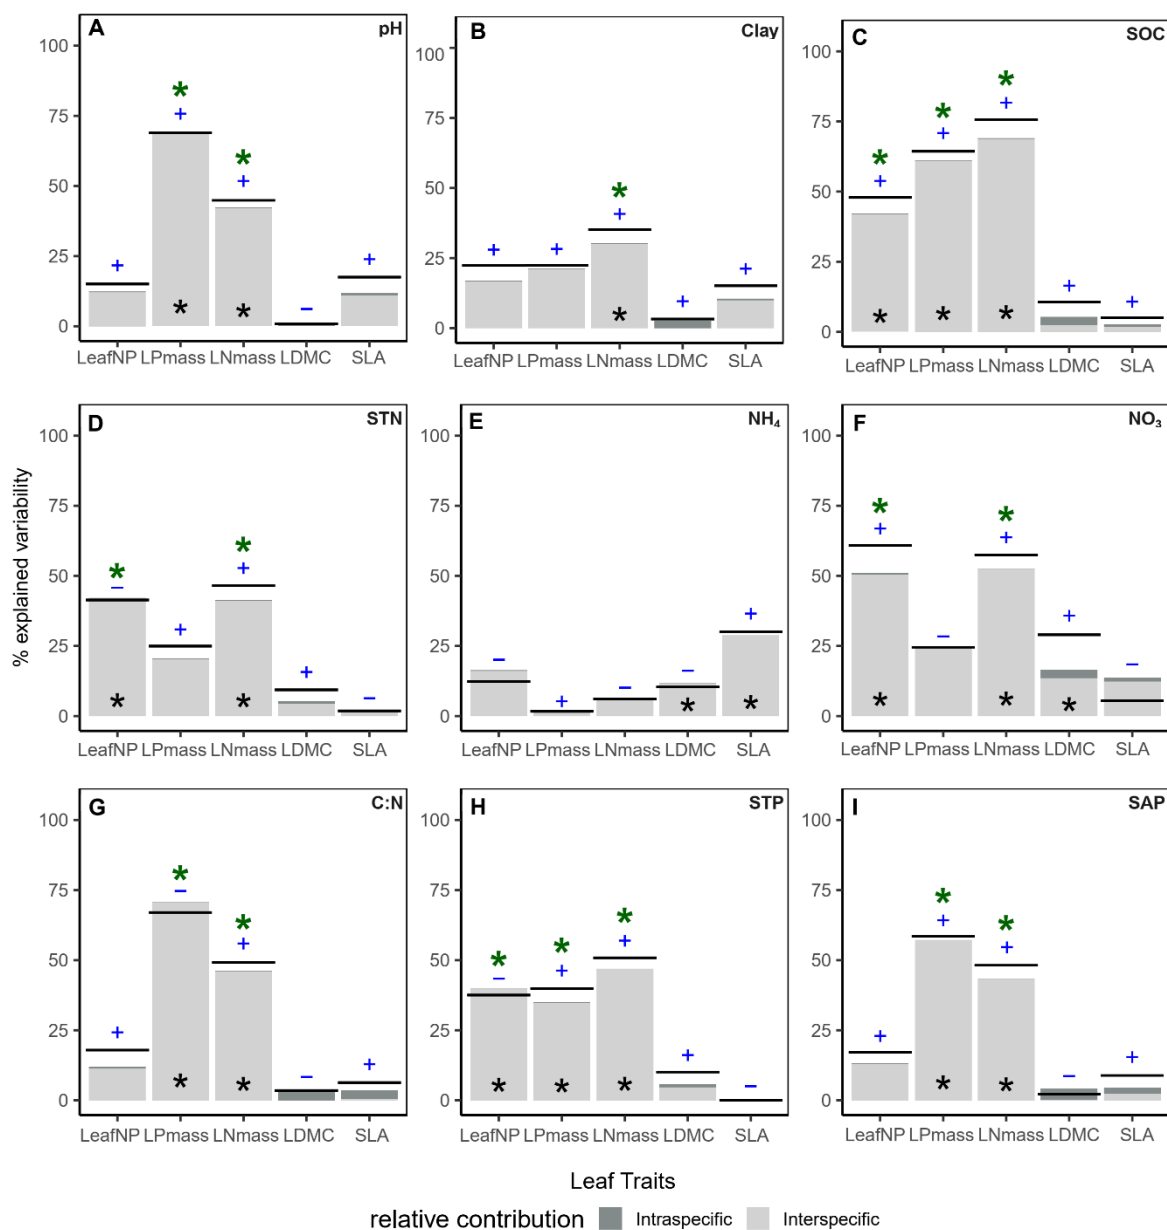 A pH
100
75
50
25
0
LeafNP LPmass LNmass LDMC SLA
B Clay
100
75
50
25
0
LeafNP LPmass LNmass LDMC SLA
C SOC
100
75
50
25
0
LeafNP LPmass LNmass LDMC SLA
% explained variability
D STN
100
75
50
25
0
LeafNP LPmass LNmass LDMC SLA
E NH₄
100
75
50
25
0
LeafNP LPmass LNmass LDMC SLA
F NO₃
100
75
50
25
0
LeafNP LPmass LNmass LDMC SLA
G C:N
100
75
50
25
0
LeafNP LPmass LNmass LDMC SLA
H STP
100
75
50
25
0
LeafNP LPmass LNmass LDMC SLA
I SAP
100
75
50
25
0
LeafNP LPmass LNmass LDMC SLA
Leaf Traits
relative contribution Intraspecific Interspecific